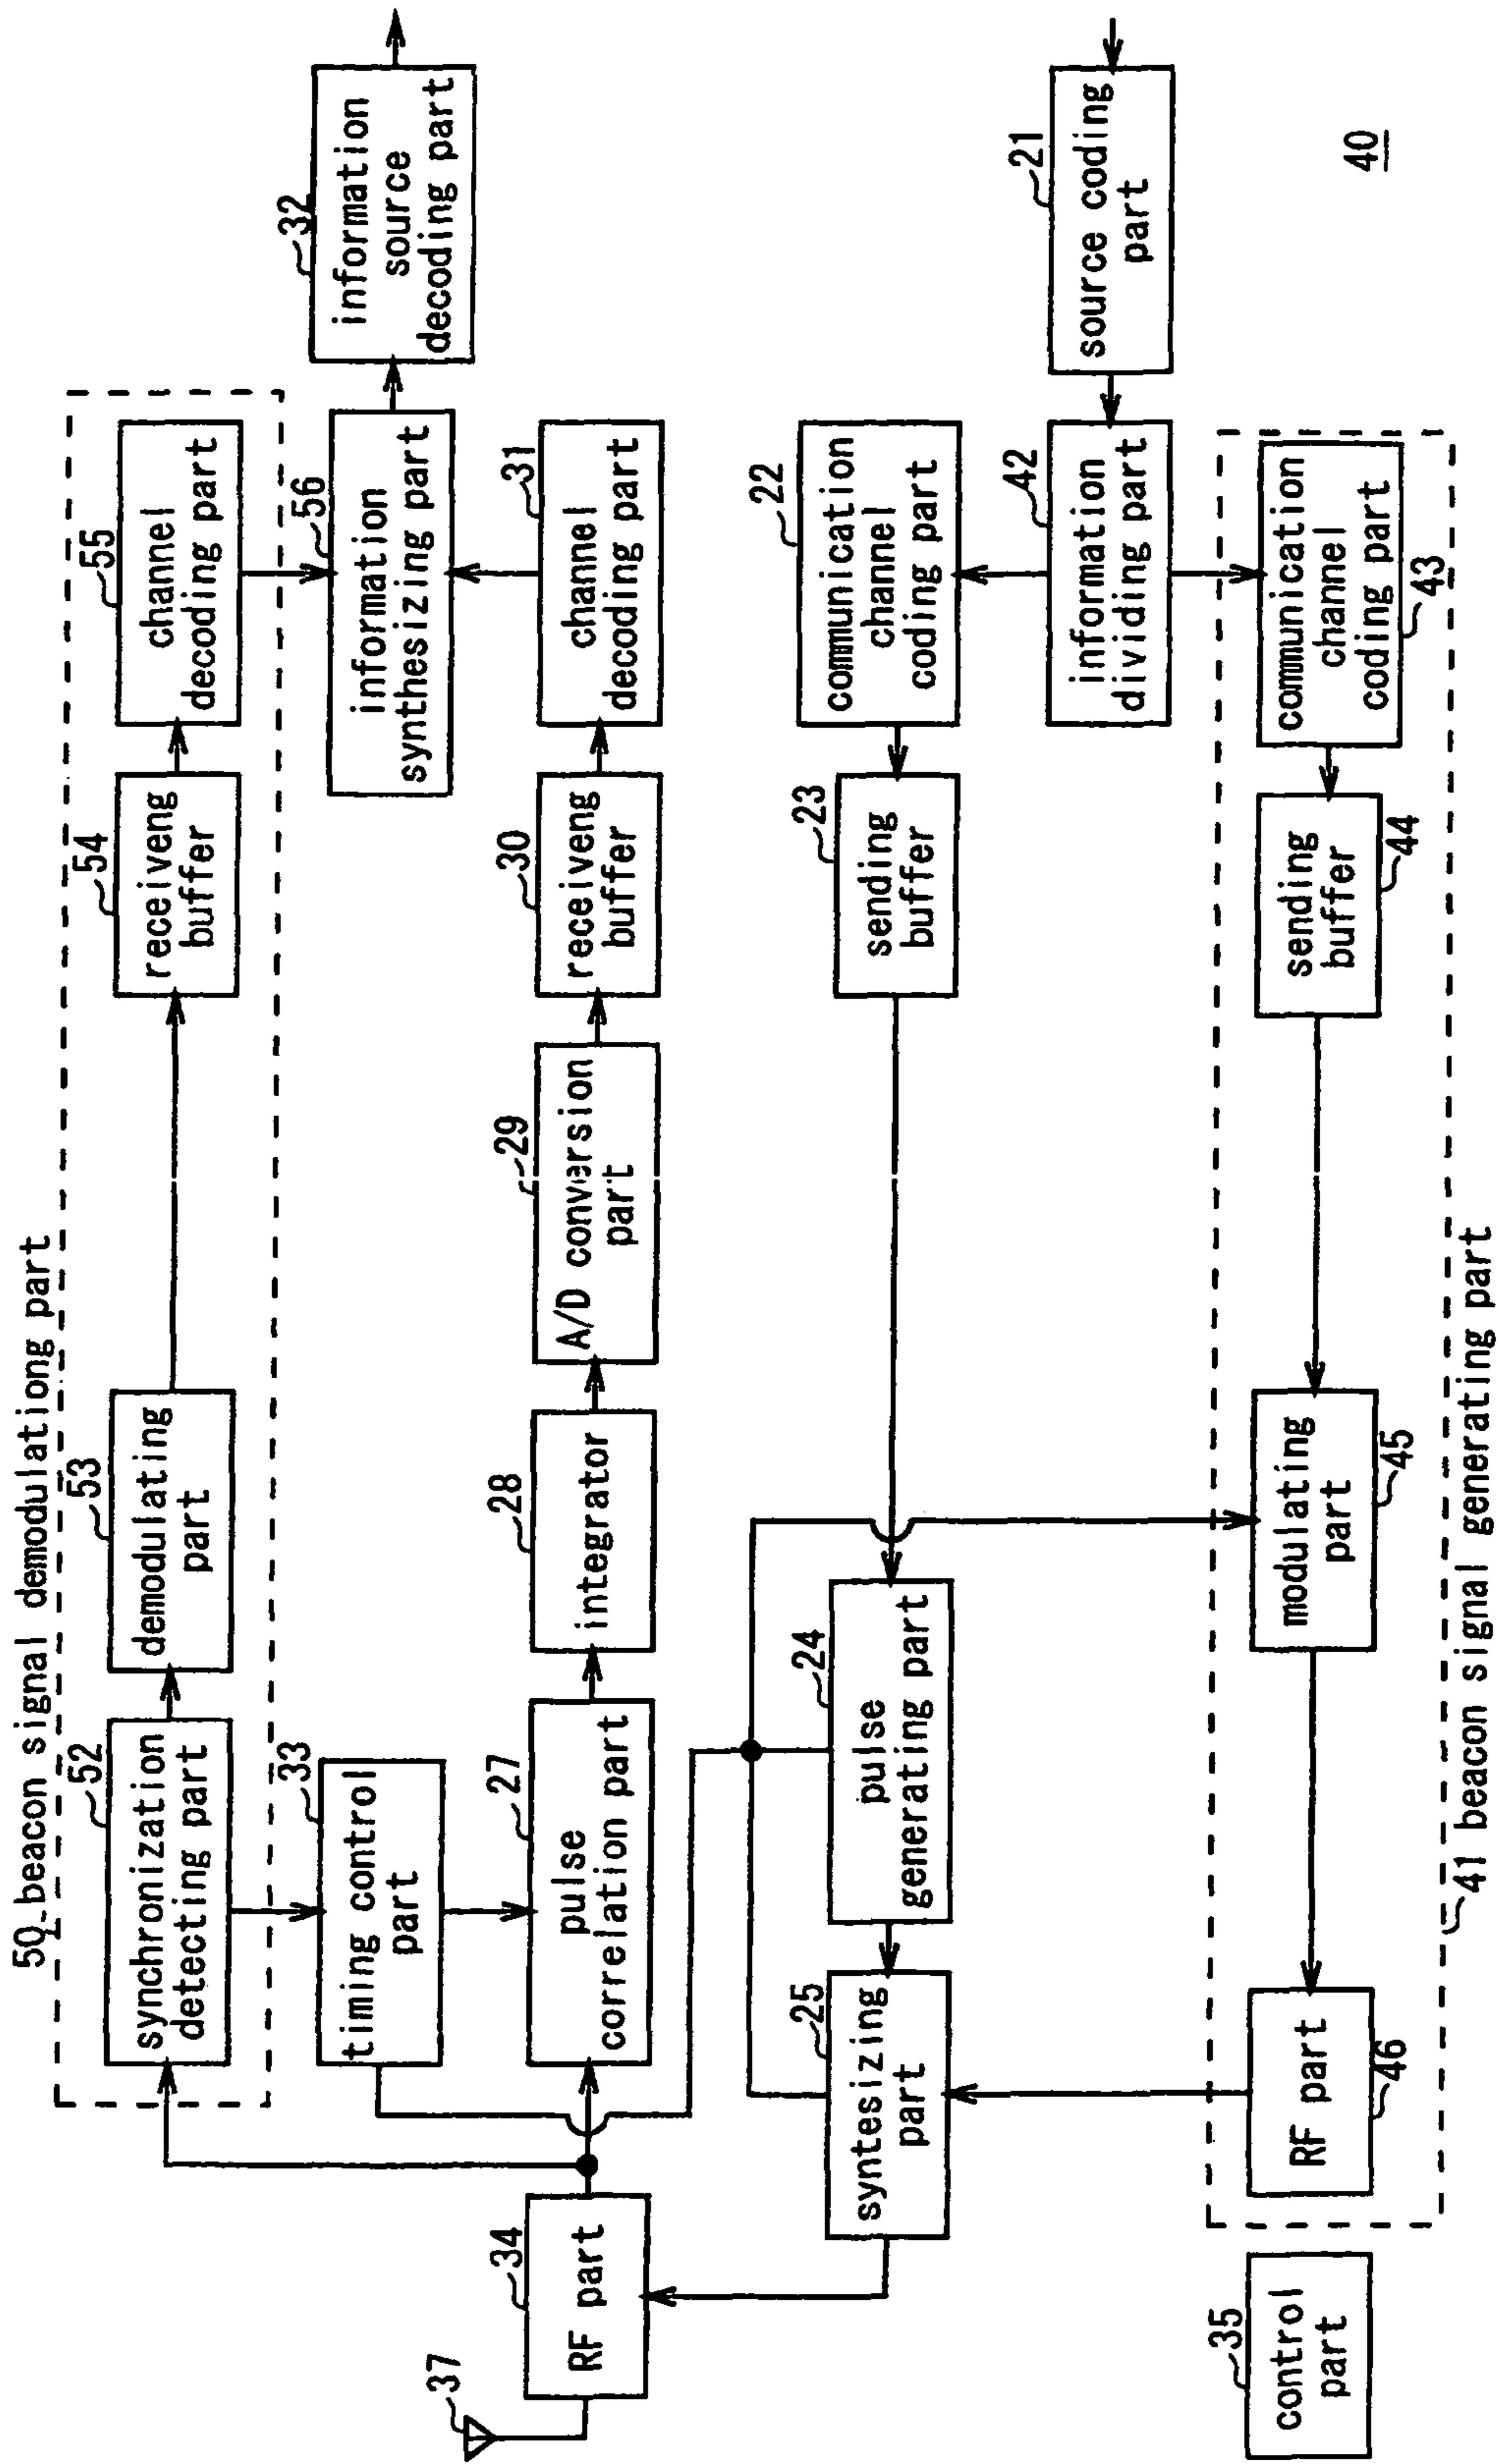 50 beacon signal demodulationg part
52
synchronization
detecting part
53
demodulating
part
54
receiveng
buffer
55
channel
decoding part
33
timing control
part
56
information
synthesizing part
32
information
source
decoding part
37
34
RF part
27
pulse
correlation part
28
integrator
29
A/D conversion
part
30
receiveng
buffer
31
channel
decoding part
25
syntesizing
part
24
pulse
generating part
23
sending
buffer
22
communication
channel
coding part
42
information
dividing part
21
source coding
part
35
control
part
RF part
46
modulating
part
45
sending
buffer
44
communication
channel
coding part
43
41 beacon signal generating part
40